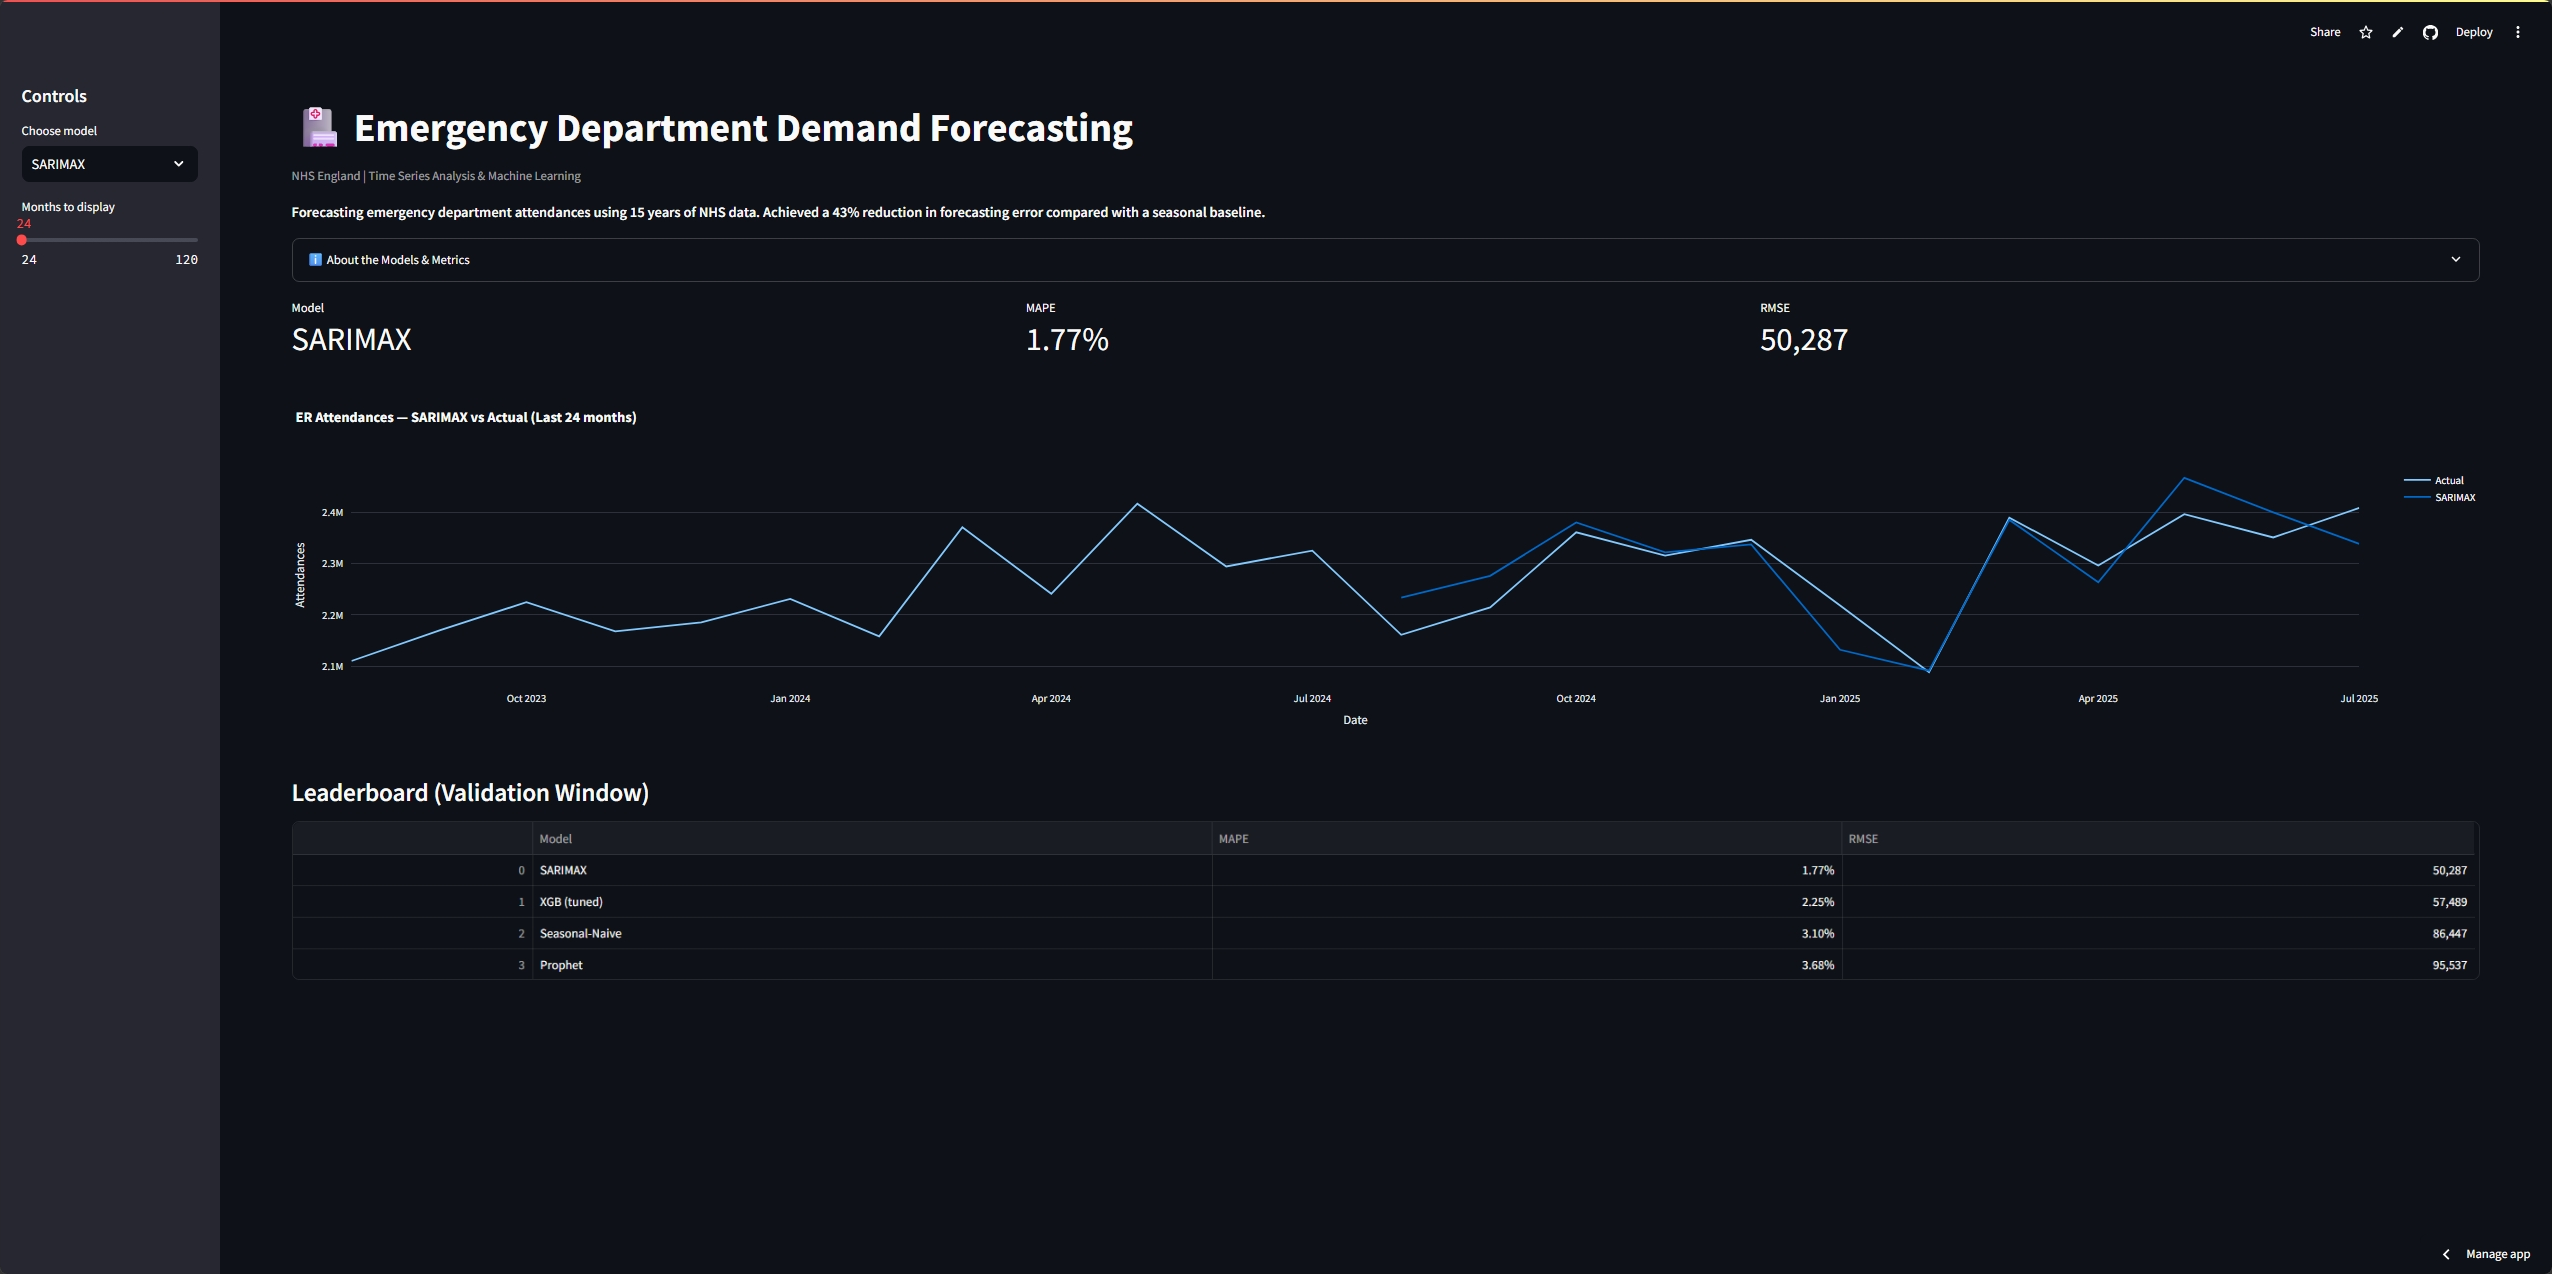 Share Deploy
Controls
Choose model
SARIMAX
Months to display
24
24 120
Emergency Department Demand Forecasting
NHS England | Time Series Analysis & Machine Learning
Forecasting emergency department attendances using 15 years of NHS data. Achieved a 43% reduction in forecasting error compared with a seasonal baseline.
About the Models & Metrics
Model MAPE RMSE
SARIMAX 1.77% 50,287
ER Attendances — SARIMAX vs Actual (Last 24 months)
Actual
SARIMAX
2.4M
2.3M
2.2M
2.1M
Attendances
Oct 2023 Jan 2024 Apr 2024 Jul 2024 Oct 2024 Jan 2025 Apr 2025 Jul 2025
Date
Leaderboard (Validation Window)
Model MAPE RMSE
0 SARIMAX 1.77% 50,287
1 XGB (tuned) 2.25% 57,489
2 Seasonal-Naive 3.10% 86,447
3 Prophet 3.68% 95,537
Manage app